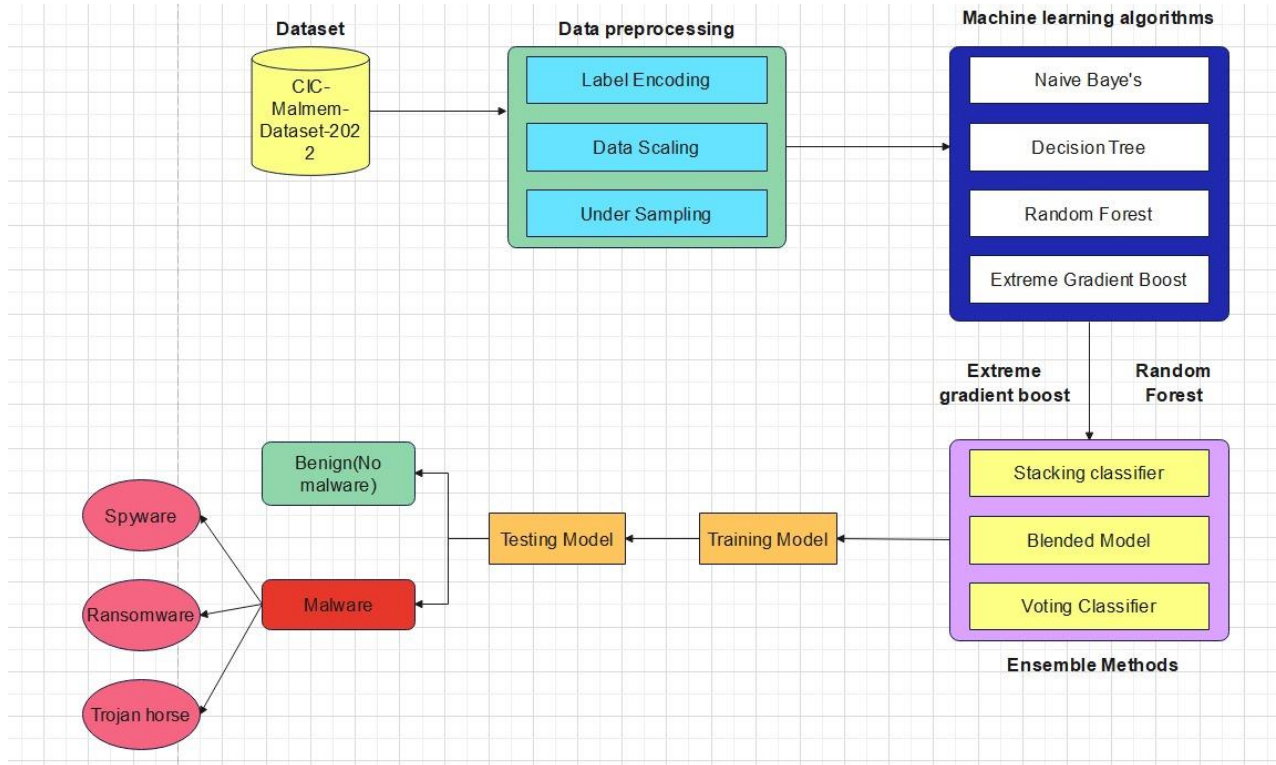 Dataset
CIC-
Malmem-
Dataset-202
2
Data preprocessing
Label Encoding
Data Scaling
Under Sampling
Machine learning algorithms
Naive Baye's
Decision Tree
Random Forest
Extreme Gradient Boost
Extreme
gradient boost
Random
Forest
Stacking classifier
Blended Model
Voting Classifier
Ensemble Methods
Training Model
Testing Model
Benign(No
malware)
Malware
Spyware
Ransomware
Trojan horse